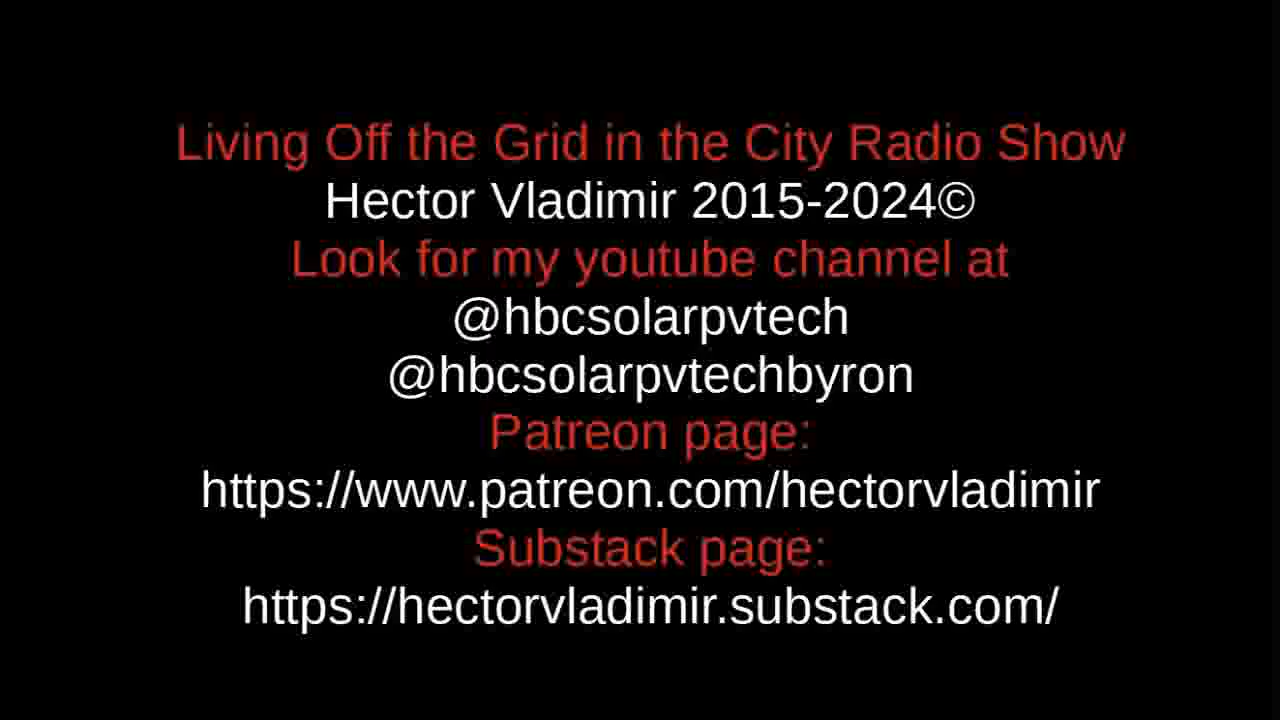 Living Off the Grid in the City Radio Show
Hector Vladimir 2015-2024©
Look for my youtube channel at
@hbcsolarpvtech
@hbcsolarpvtechbyron
Patreon page:
https://www.patreon.com/hectorvladimir
Substack page:
https://hectorvladimir.substack.com/